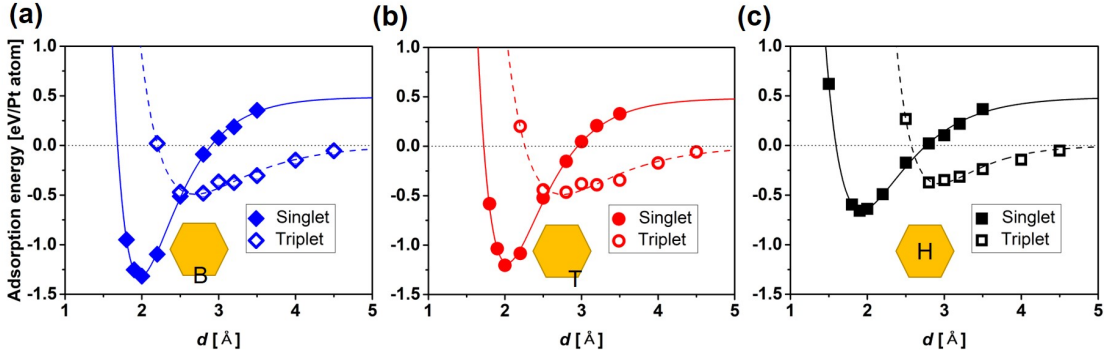 (a)
Adsorption energy [eV/Pt atom]
1.0
0.5
0.0
-0.5
-1.0
-1.5
Singlet
Triplet
B
1 2 3 4 5
d [Å]
(b)
1.0
0.5
0.0
-0.5
-1.0
-1.5
Singlet
Triplet
T
1 2 3 4 5
d [Å]
(c)
1.0
0.5
0.0
-0.5
-1.0
-1.5
Singlet
Triplet
H
1 2 3 4 5
d [Å]